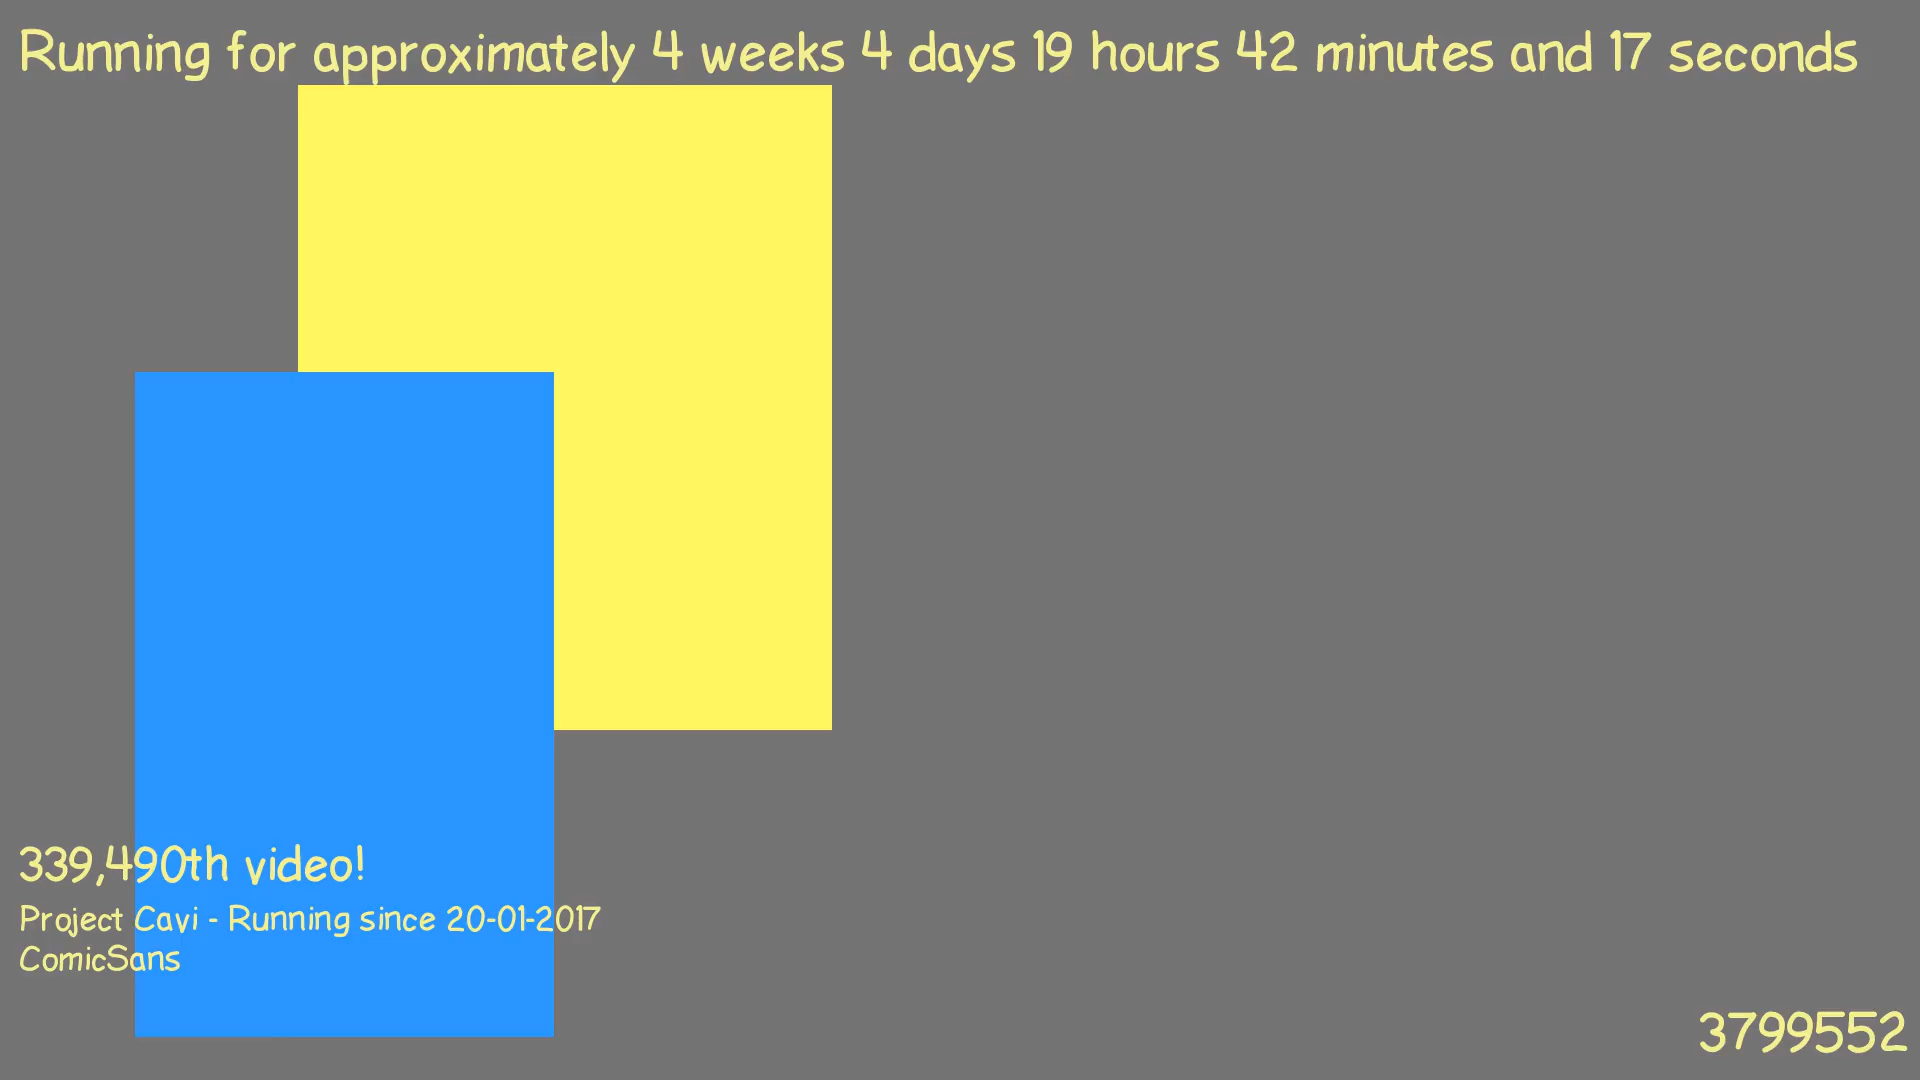 Running for approximately 4 weeks 4 days 19 hours 42 minutes and 17 seconds
339,490th video!
Project Cavi - Running since 20-01-2017
ComicSans
3799552